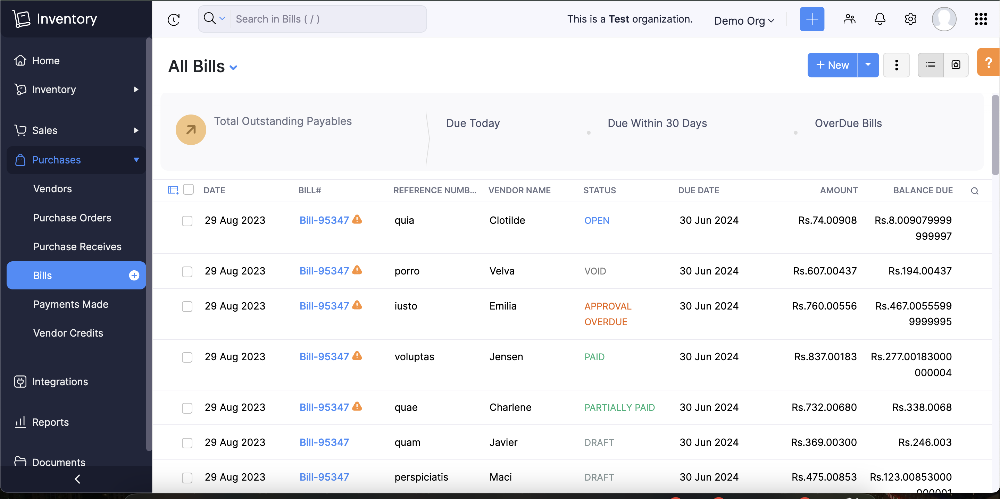 Inventory
Search in Bills ( / )
This is a Test organization.
Demo Org
Home
Inventory
Sales
Purchases
Vendors
Purchase Orders
Purchase Receives
Bills
Payments Made
Vendor Credits
Integrations
Reports
Documents
All Bills
+ New
?
Total Outstanding Payables
Due Today
Due Within 30 Days
OverDue Bills
DATE BILL# REFERENCE NUMB... VENDOR NAME STATUS DUE DATE AMOUNT BALANCE DUE
29 Aug 2023 Bill-95347 quia Clotilde OPEN 30 Jun 2024 Rs.74.00908 Rs.8.009079999
999997
29 Aug 2023 Bill-95347 porro Velva VOID 30 Jun 2024 Rs.607.00437 Rs.194.00437
29 Aug 2023 Bill-95347 iusto Emilia APPROVAL 30 Jun 2024 Rs.760.00556 Rs.467.0055599
OVERDUE 9999995
29 Aug 2023 Bill-95347 voluptas Jensen PAID 30 Jun 2024 Rs.837.00183 Rs.277.00183000
000004
29 Aug 2023 Bill-95347 quae Charlene PARTIALLY PAID 30 Jun 2024 Rs.732.00680 Rs.338.0068
29 Aug 2023 Bill-95347 quam Javier DRAFT 30 Jun 2024 Rs.369.00300 Rs.246.003
29 Aug 2023 Bill-95347 perspiciatis Maci DRAFT 30 Jun 2024 Rs.475.00853 Rs.123.00853000
000001